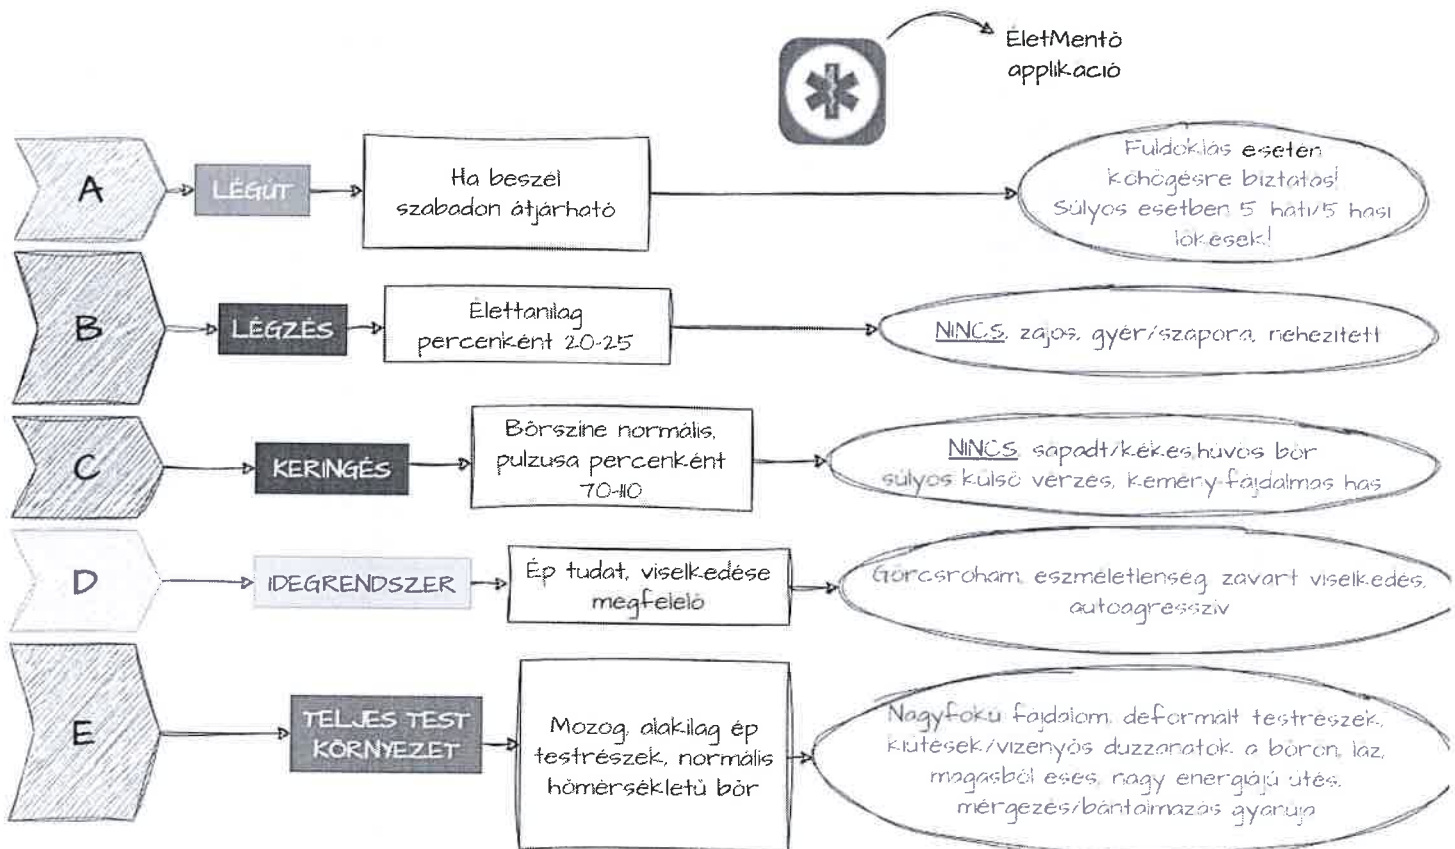 ÉletMentő
applikáció
A
LÉGÚT
Ha beszél
szabadon átjárható
Fuldoklás esetén
köhögésre biztatás!
Súlyos esetben 5 háti/5 hasi
lökések!
B
LÉGZÉS
Élettanilag
percenként 20-25
NINCS, zajos, gyér/szapora, nehezített
C
KERINGÉS
Bőrszíne normális,
pulzusa percenként
70-110
NINCS, sápadt/kékes,hűvös bőr
súlyos külső vérzés, kemény-fájdalmas has
D
IDEGRENDSZER
Ép tudat, viselkedése
megfelelő
Görcsroham, eszméletlenség zavart viselkedés,
autoagresszív
E
TELJES TEST
KÖRNYEZET
Mozog, alakilag ép
testrészek, normális
hőmérsékletű bőr
Nagyfokú fájdalom, deformált testrészek,
kiütések/vizenyős duzzanatok a bőrön, láz,
magasból esés, nagy energiájú ütés,
mérgezés/bántalmazás gyanúja